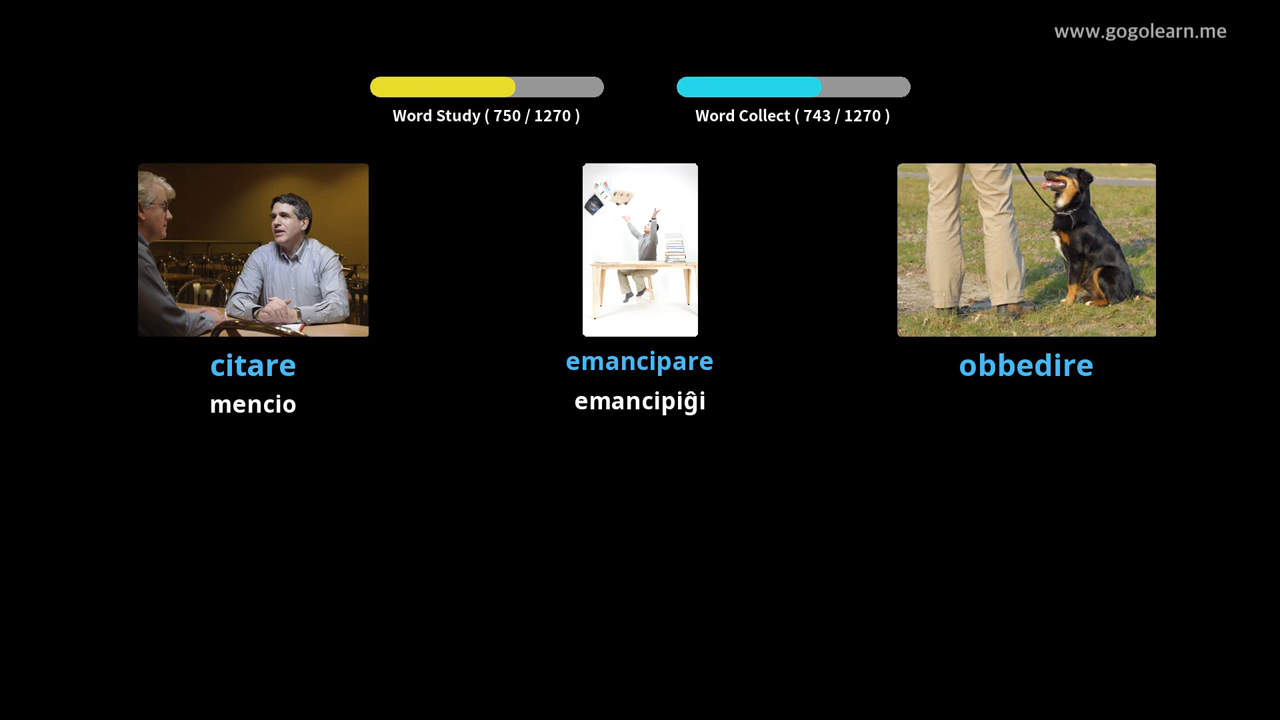 www.gogolearn.me
Word Study ( 750 / 1270 )
Word Collect ( 743 / 1270 )
citare
mencio
emancipare
emancipiĝi
obbedire